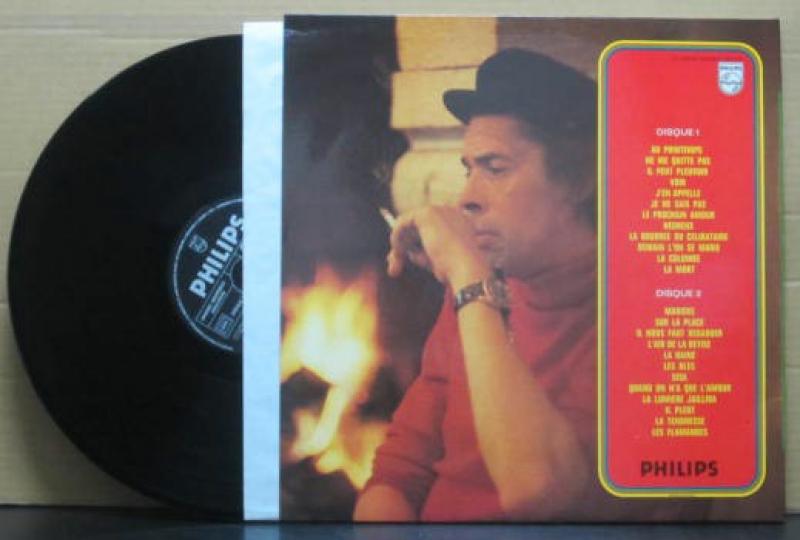 PHILIPS
PHILIPS
DISQUE 1
AU PRINTEMPS
NE ME QUITTE PAS
IL PEUT PLEUVOIR
VOIR
J'EN APPELLE
JE NE SAIS PAS
LE PROCHAIN AMOUR
HEUREUX
LA BOURREE DU CELIBATAIRE
DEMAIN L'ON SE MARIE
LA COLOMBE
LA MORT
DISQUE 2
MARIEKE
SUR LA PLACE
IL NOUS FAUT REGARDER
L'AIR DE LA BETISE
LA HAINE
LES BLES
SEUL
QUAND ON N'A QUE L'AMOUR
LA LUMIERE JAILLIRA
IL PLEUT
LA TENDRESSE
LES FLAMANDES
PHILIPS